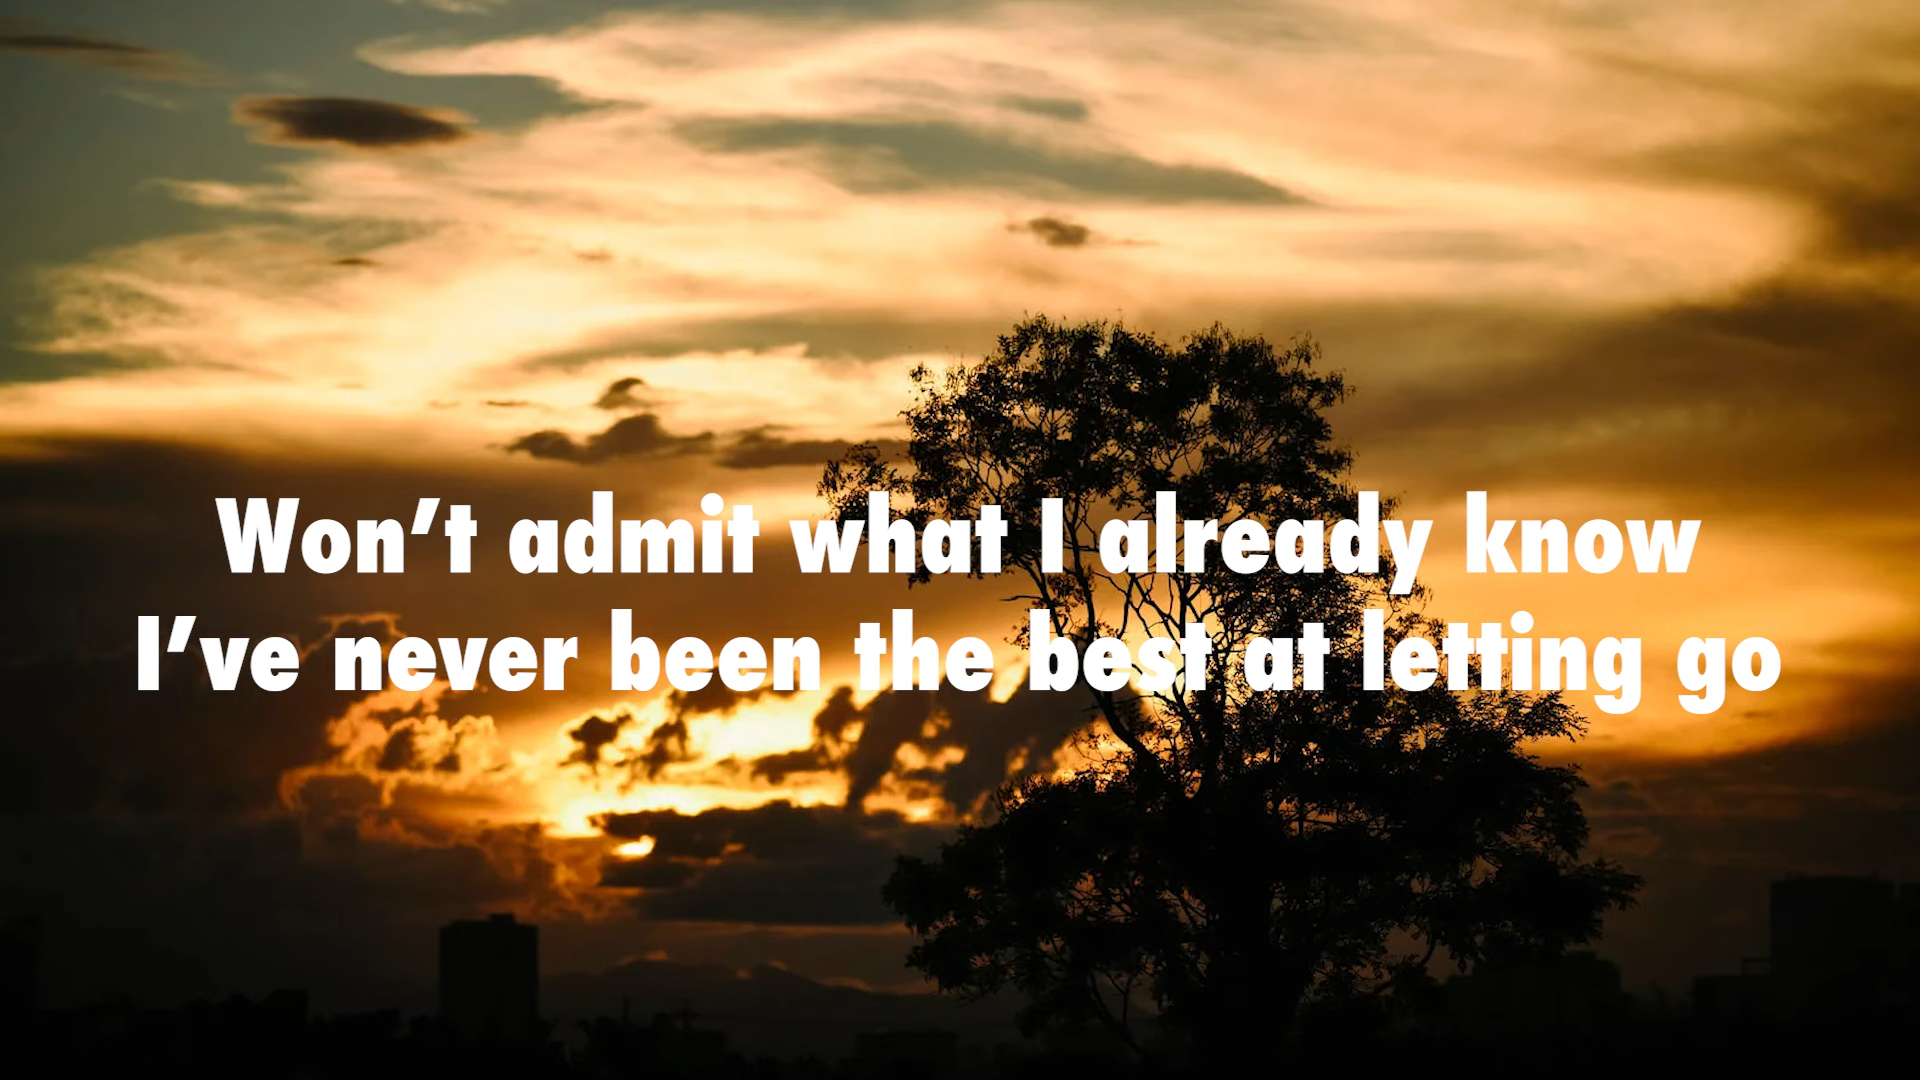 Won’t admit what I already know
I’ve never been the best at letting go